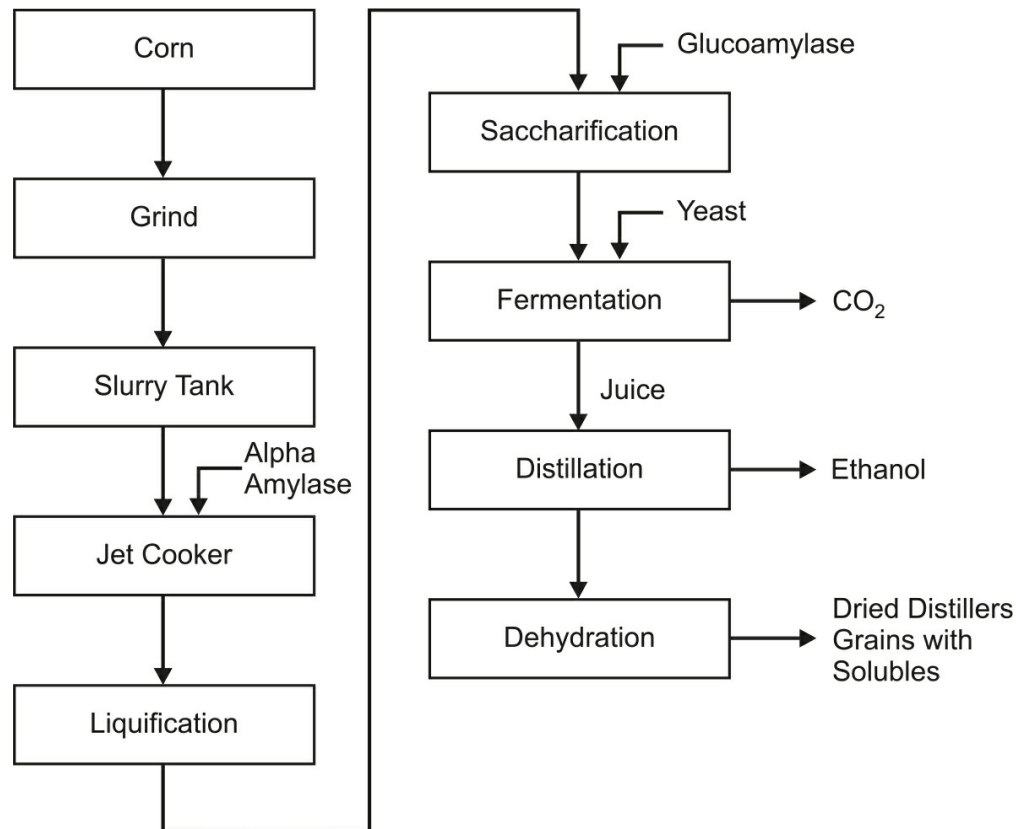 Corn
Grind
Slurry Tank
Alpha
Amylase
Jet Cooker
Liquification
Glucoamylase
Saccharification
Yeast
Fermentation
CO₂
Juice
Distillation
Ethanol
Dehydration
Dried Distillers
Grains with
Solubles